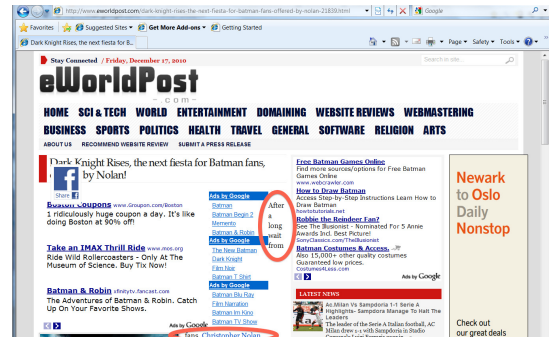 http://www.eworldpost.com/dark-knight-rises-the-next-fiesta-for-batman-fans-offered-by-nolan-21839.html
Google
Favorites
Suggested Sites
Get More Add-ons
Getting Started
Dark Knight Rises, the next fiesta for B...
Page
Safety
Tools
Stay Connected / Friday, December 17, 2010
Search in site...
eWorldPost
.com
HOME SCI & TECH WORLD ENTERTAINMENT DOMAINING WEBSITE REVIEWS WEBMASTERING
BUSINESS SPORTS POLITICS HEALTH TRAVEL GENERAL SOFTWARE RELIGION ARTS
ABOUT US RECOMMEND WEBSITE REVIEW SUBMIT A PRESS RELEASE
Dark Knight Rises, the next fiesta for Batman fans,
by Nolan!
Share
Boston Coupons www.Groupon.com/Boston
1 ridiculously huge coupon a day. It's like
doing Boston at 90% off!
Take an IMAX Thrill Ride www.mos.org
Ride Wild Rollercoasters - Only At The
Museum of Science. Buy Tix Now!
Batman & Robin xfinitytv.fancast.com
The Adventures of Batman & Robin. Catch
Up On Your Favorite Shows.
Ads by Google
Ads by Google
Batman
Batman Begin 2
Memento
Batman & Robin
Ads by Google
The New Batman
Dark Knight
Film Noir
Batman T Shirt
Ads by Google
Batman Blu Ray
Film Narration
Batman Im Kino
Batman TV Show
After
a
long
wait
from
fans, Christopher Nolan
Free Batman Games Online
Find more sources/options for Free Batman
Games Online
www.webcrawler.com
How to Draw Batman
Access Step-by-Step Instructions Learn How to
Draw Batman
howtotutorials.net
Robbie the Reindeer Fan?
See The Illusionist - Nominated For 5 Annie
Awards Incl. Best Picture!
SonyClassics.com/TheIllusionist
Batman Costumes & Access.
Also 15,000+ other quality costumes
Guaranteed low prices.
Costumes4Less.com
Ads by Google
LATEST NEWS
Ac Milan Vs Sampdoria 1-1 Serie A
Highlights- Sampdoria Manage To Halt The
Leaders
The leader of the Serie A Italian football, AC
Milan drew 1-1 with Sampdoria in Stadio
Newark
to Oslo
Daily
Nonstop
Check out
our great deals